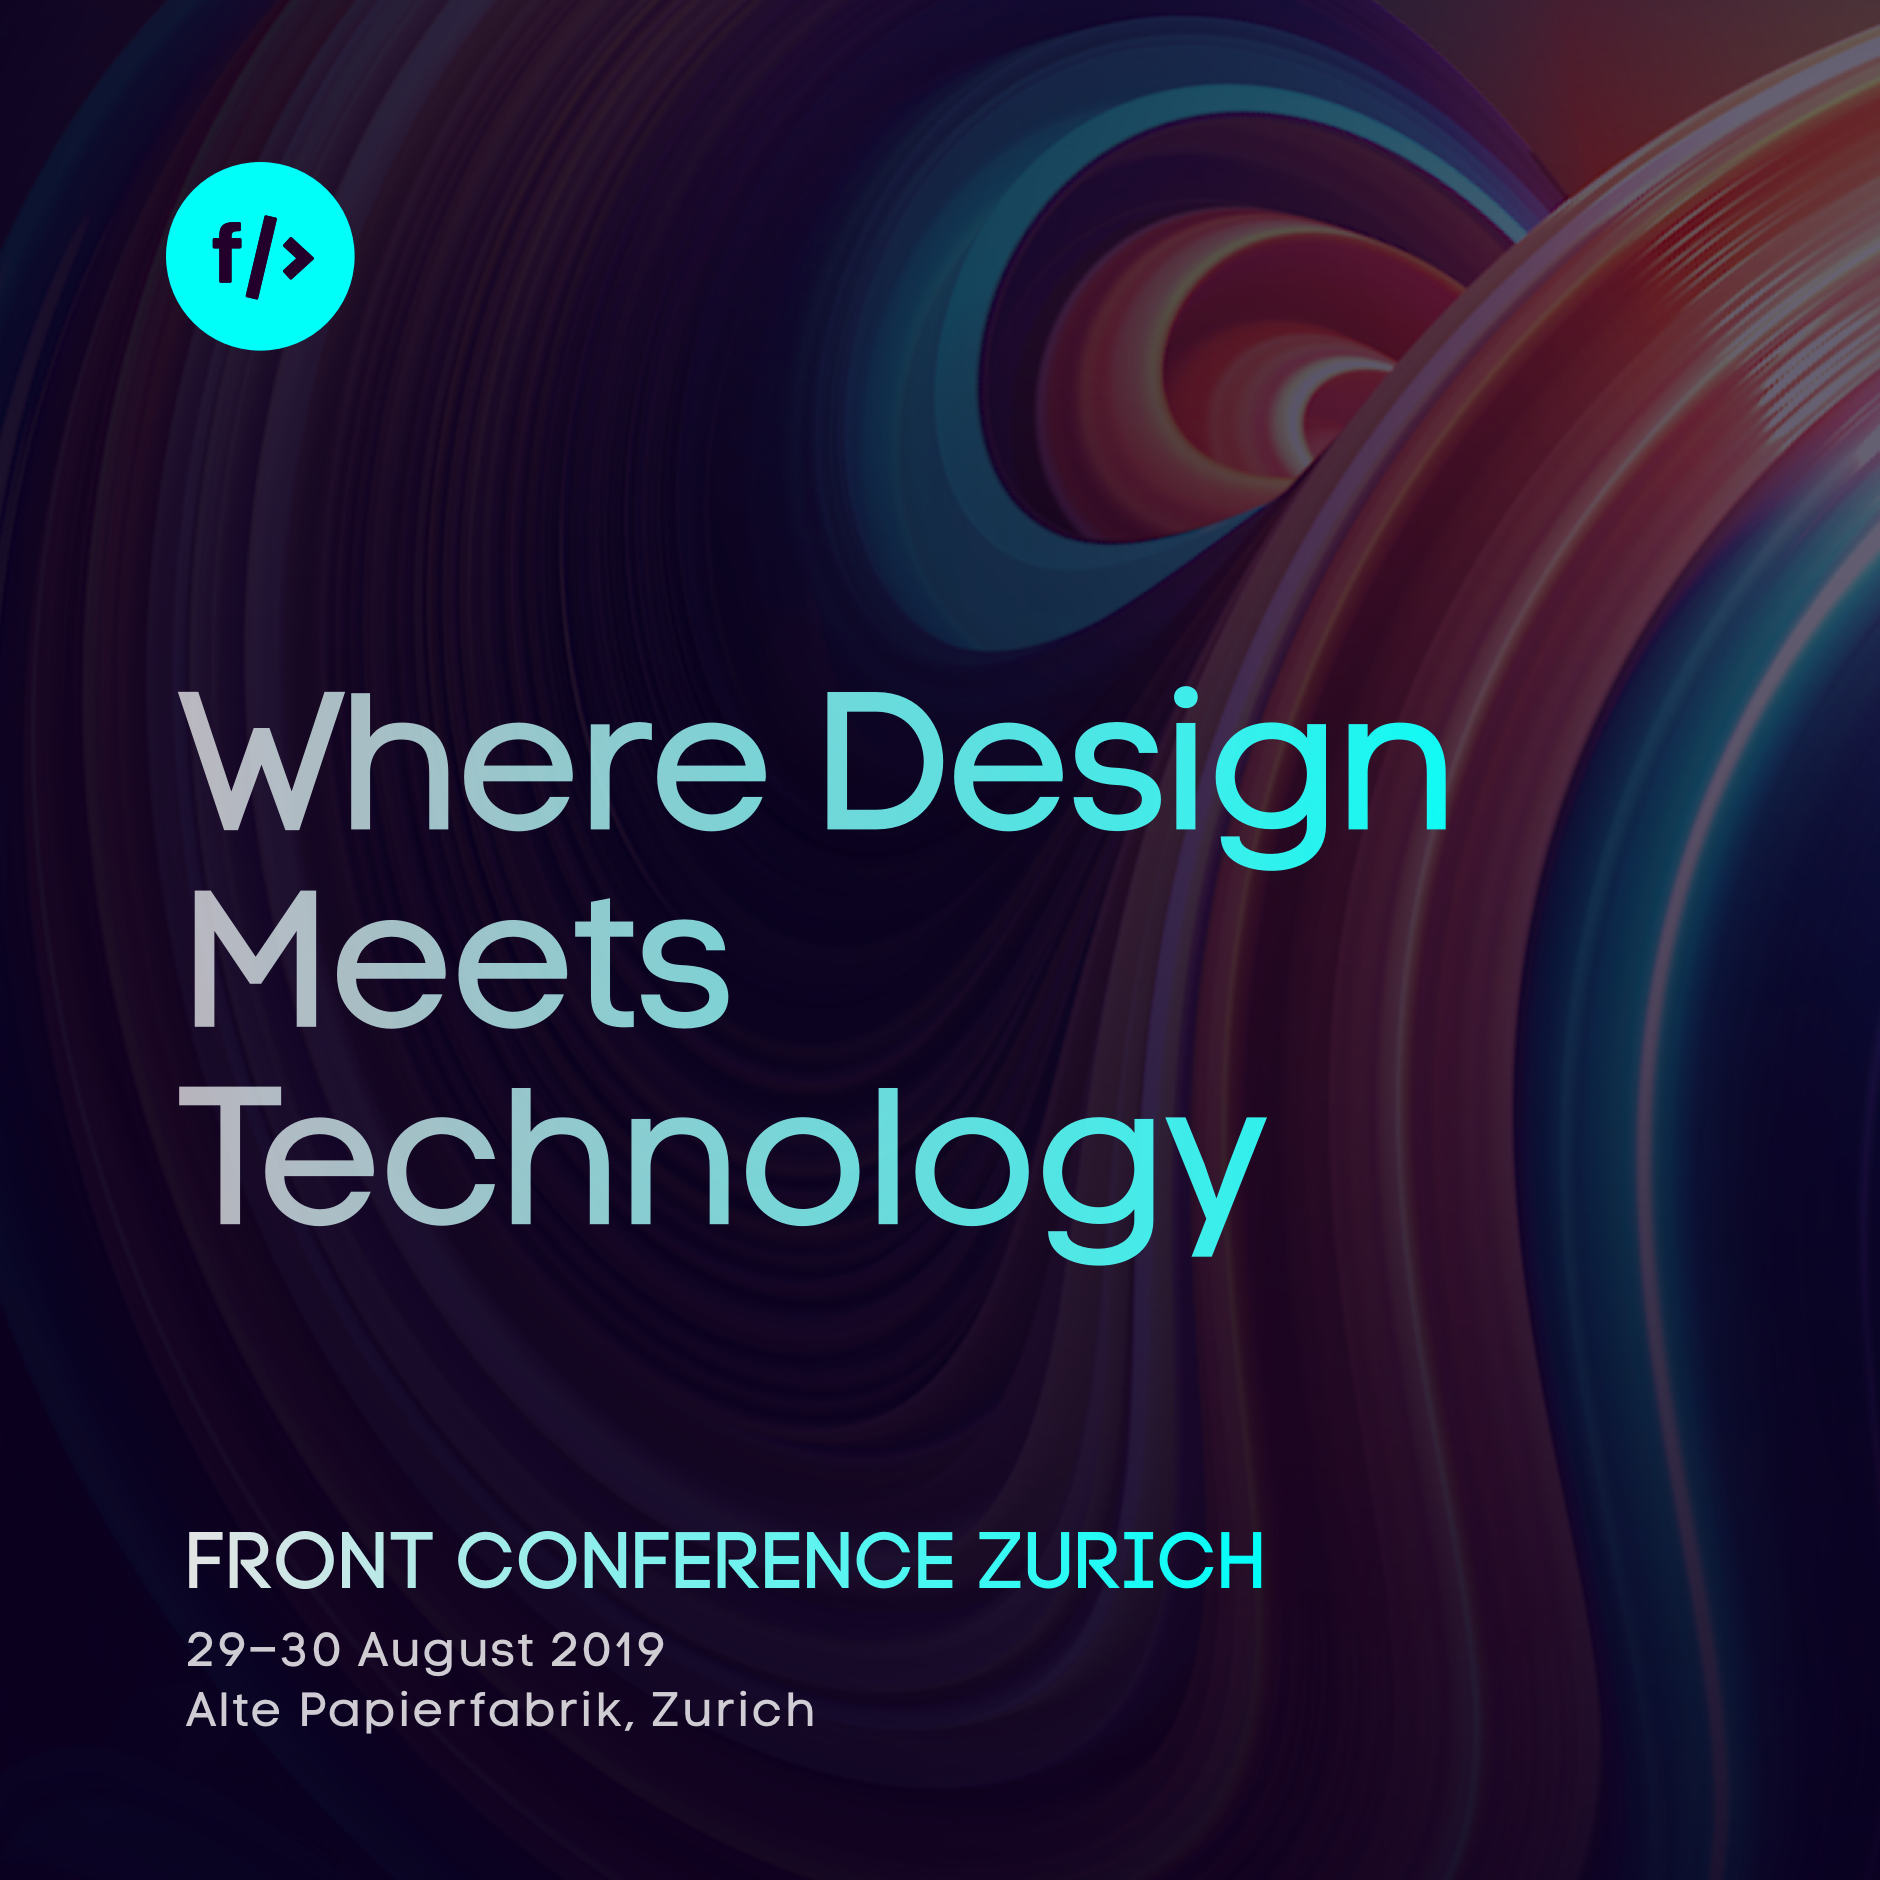 f/>
Where Design
Meets
Technology
FRONT CONFERENCE ZURICH
29–30 August 2019
Alte Papierfabrik, Zurich